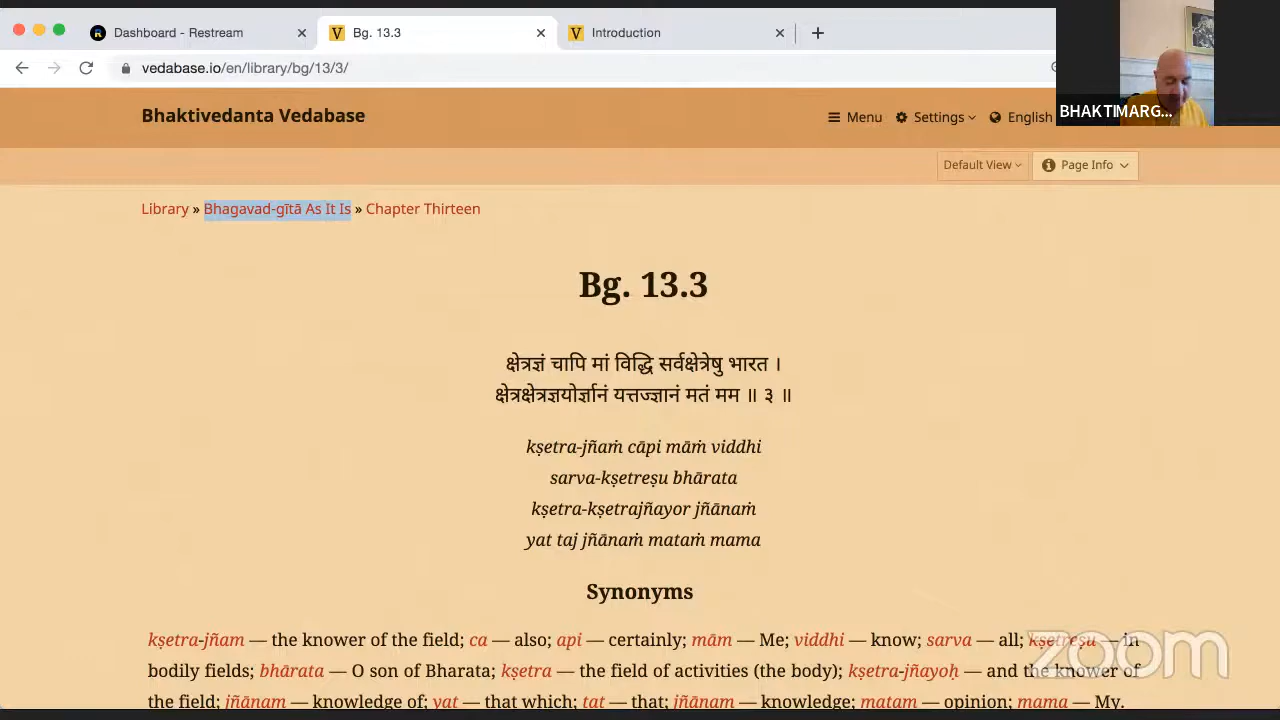 Dashboard - Restream
Bg. 13.3
Introduction
vedabase.io/en/library/bg/13/3/
BHAKTIMARG...
Bhaktivedanta Vedabase
Menu Settings English
Default View Page Info
Library » Bhagavad-gītā As It Is » Chapter Thirteen
Bg. 13.3
क्षेत्रज्ञं चापि मां विद्धि सर्वक्षेत्रेषु भारत ।
क्षेत्रक्षेत्रज्ञयोर्ज्ञानं यत्तज्ज्ञानं मतं मम ॥ ३ ॥
kṣetra-jñaṁ cāpi māṁ viddhi
sarva-kṣetreṣu bhārata
kṣetra-kṣetrajñayor jñānaṁ
yat taj jñānaṁ mataṁ mama
Synonyms
kṣetra-jñam — the knower of the field; ca — also; api — certainly; mām — Me; viddhi — know; sarva — all; kṣetreṣu — in
bodily fields; bhārata — O son of Bharata; kṣetra — the field of activities (the body); kṣetra-jñayoḥ — and the knower of
the field; jñānam — knowledge of; yat — that which; tat — that; jñānam — knowledge; matam — opinion; mama — My.
zoom